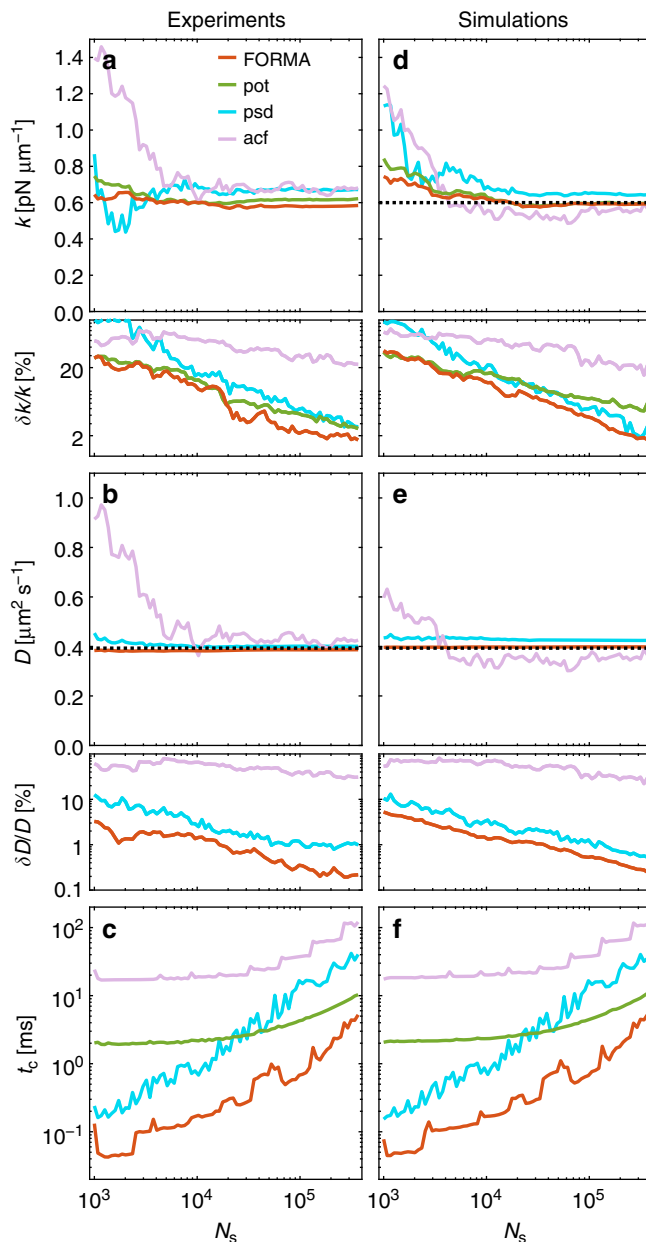 Experiments
Simulations
a
FORMA
pot
psd
acf
1.4
1.2
1.0
0.8
0.6
0.4
0.2
0.0
k [pN μm⁻¹]
d
20
2
δk/k [%]
b
1.0
0.8
0.6
0.4
0.2
0.0
D [μm² s⁻¹]
e
10
1
0.1
δD/D [%]
c
10²
10¹
10⁰
10⁻¹
t_c [ms]
f
10³ 10⁴ 10⁵
10³ 10⁴ 10⁵
N_s
N_s